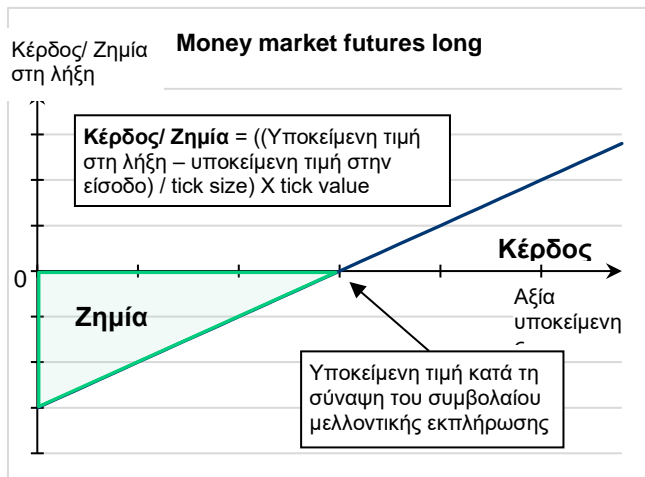 Κέρδος/ Ζημία
στη λήξη
Money market futures long
Κέρδος/ Ζημία = ((Υποκείμενη τιμή
στη λήξη – υποκείμενη τιμή στην
είσοδο) / tick size) X tick value
Κέρδος
0
Αξία
υποκείμενη
Ζημία
Υποκείμενη τιμή κατά τη
σύναψη του συμβολαίου
μελλοντικής εκπλήρωσης